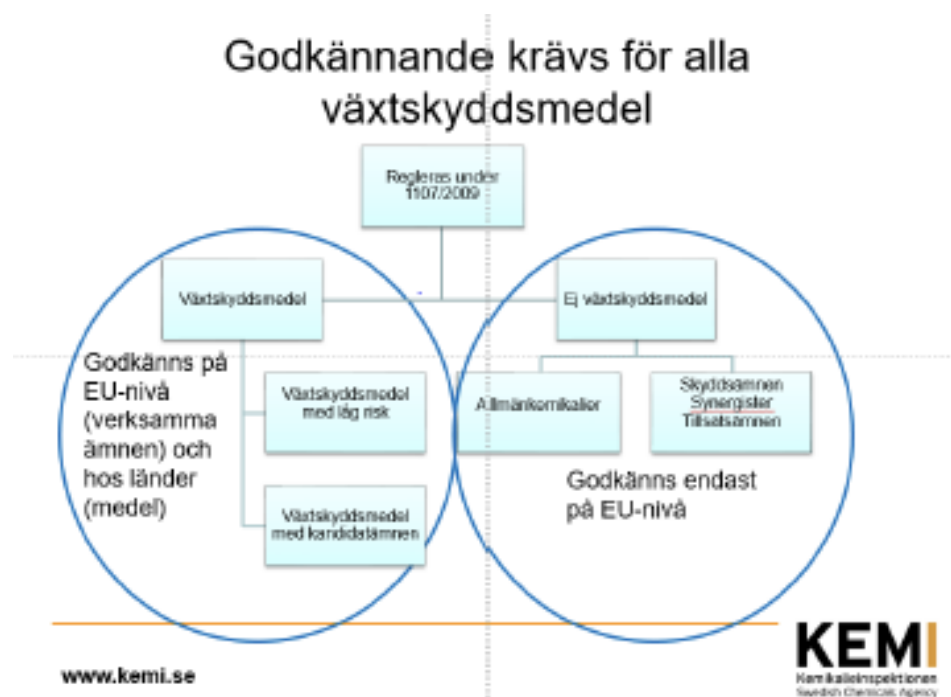 Godkännande krävs för alla
växtskyddsmedel
Regleras under
1107/2009
Växtskyddsmedel
Ej växtskyddsmedel
Godkänns på
EU-nivå
(verksamma
ämnen) och
hos länder
(medel)
Växtskyddsmedel
med låg risk
Växtskyddsmedel
med kandidatämnen
Allmänkemikalier
Skyddsämnen
Synergister
Tillsatsämnen
Godkänns endast
på EU-nivå
www.kemi.se
KEMI
Kemikalieinspektionen
Swedish Chemicals Agency